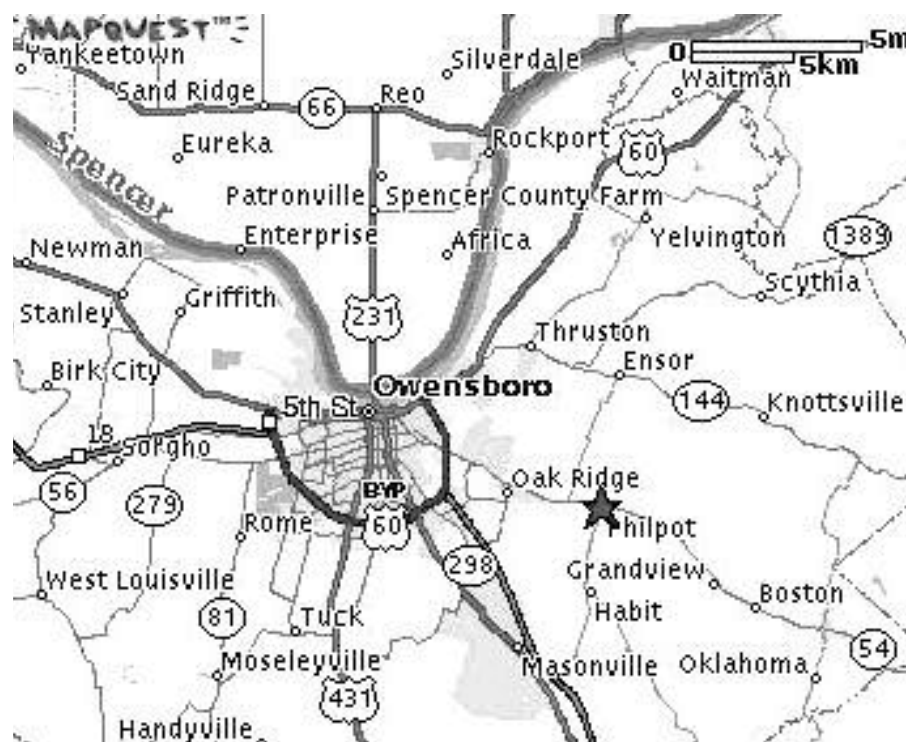 MAPQUEST
0 5m
5km
Yankeetown
Silverdale
Waitman
Sand Ridge
66
Reo
Rockport
60
Eureka
Spencer
Patronville
Spencer County Farm
Newman
Enterprise
Africa
Yelvington
1389
Stanley
Griffith
231
Scythia
Thruston
Ensor
Birk City
Owensboro
5th St
144
Knottsville
18
Sorgho
56
279
BYP
60
Oak Ridge
Philpot
Rome
298
Grandview
West Louisville
81
Tuck
Habit
Boston
Moseleyville
431
Masonville
Oklahoma
54
Handyville